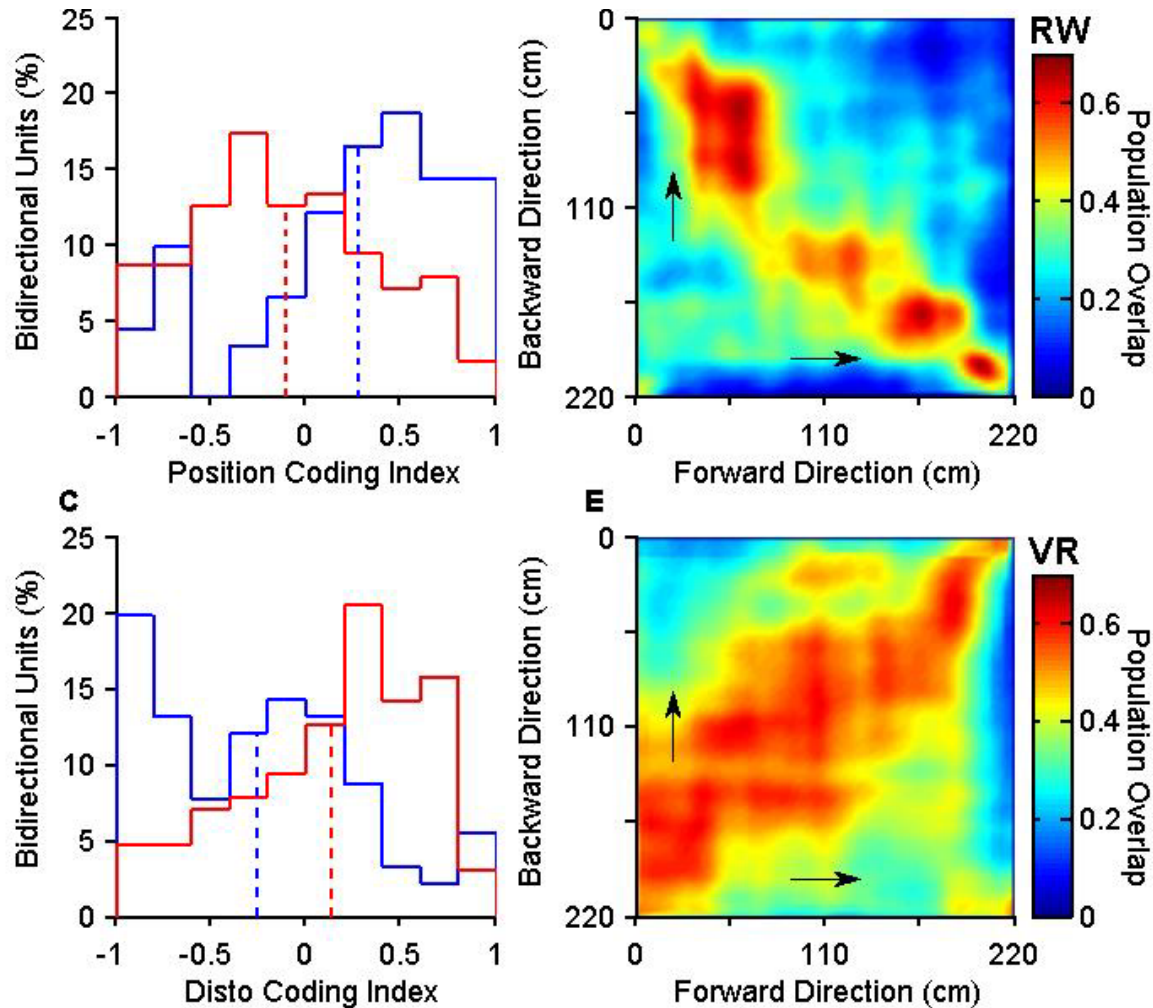 25
20
15
10
5
0
Bidirectional Units (%)
-1 -0.5 0 0.5 1
Position Coding Index
0
110
220
Backward Direction (cm)
0 110 220
Forward Direction (cm)
RW
0.6
0.4
0.2
0
Population Overlap
C
25
20
15
10
5
0
Bidirectional Units (%)
-1 -0.5 0 0.5 1
Disto Coding Index
E
0
110
220
Backward Direction (cm)
0 110 220
Forward Direction (cm)
VR
0.6
0.4
0.2
0
Population Overlap